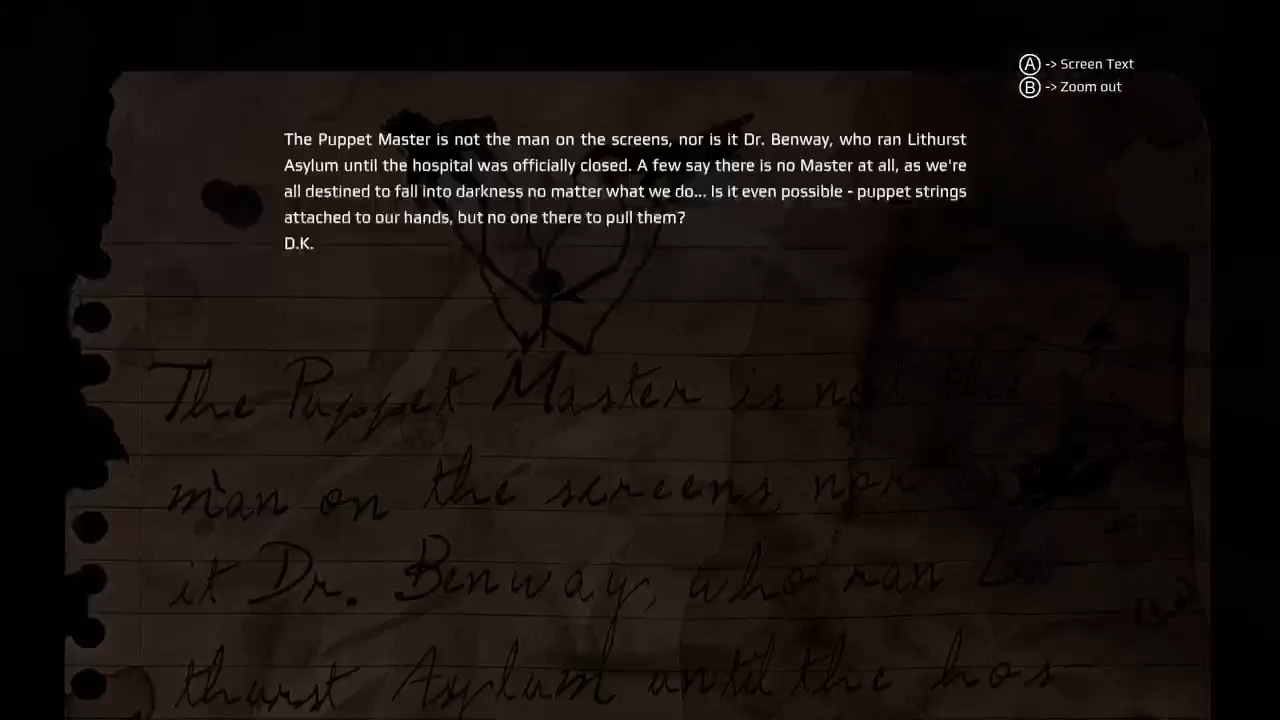 A -> Screen Text
B -> Zoom out
The Puppet Master is not the man on the screens, nor is it Dr. Benway, who ran Lithurst
Asylum until the hospital was officially closed. A few say there is no Master at all, as we're
all destined to fall into darkness no matter what we do... Is it even possible - puppet strings
attached to our hands, but no one there to pull them?
D.K.
The Puppet Master is not the
man on the screens, nor
it Dr. Benway, who ran
thurst Asylum until the hos-